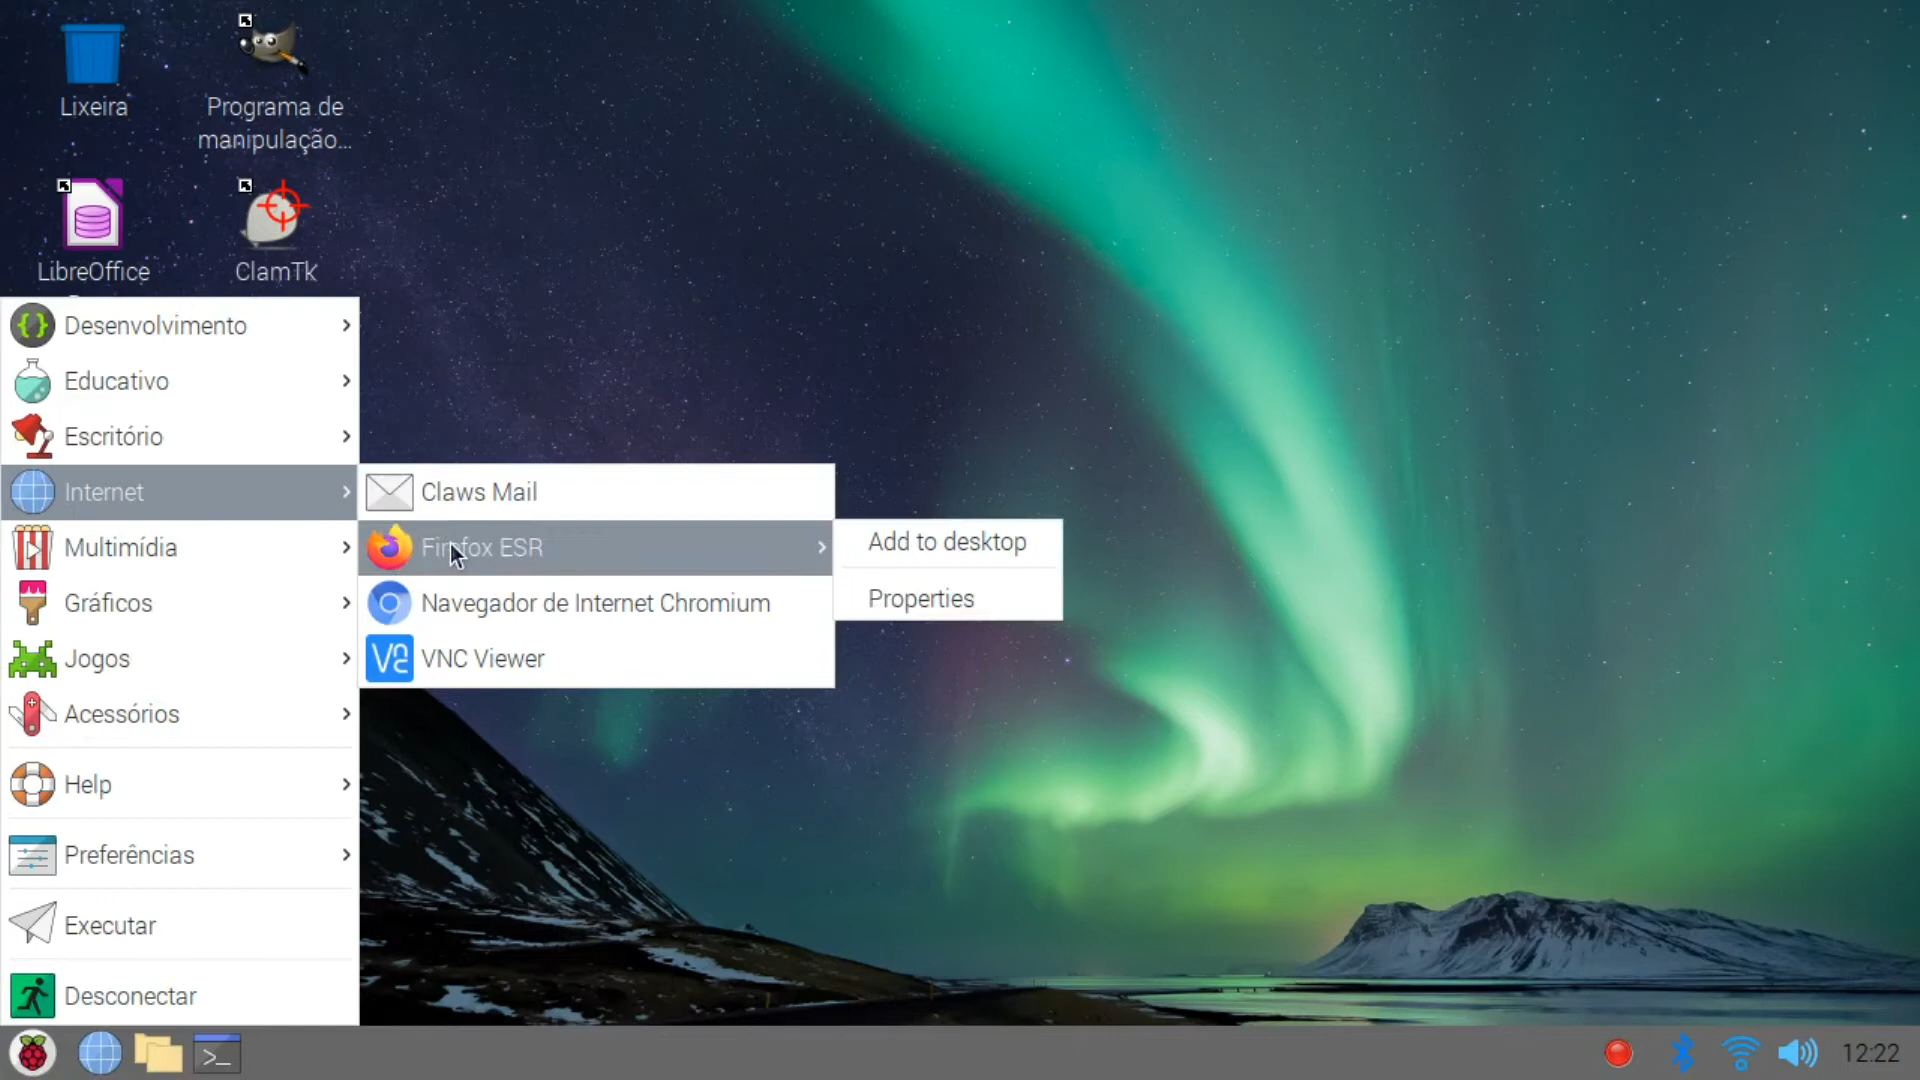 Lixeira
Programa de
manipulação...
LibreOffice
ClamTk
Desenvolvimento
Educativo
Escritório
Internet
Multimídia
Gráficos
Jogos
Acessórios
Help
Preferências
Executar
Desconectar
Claws Mail
Firefox ESR
Navegador de Internet Chromium
VNC Viewer
Add to desktop
Properties
12:22